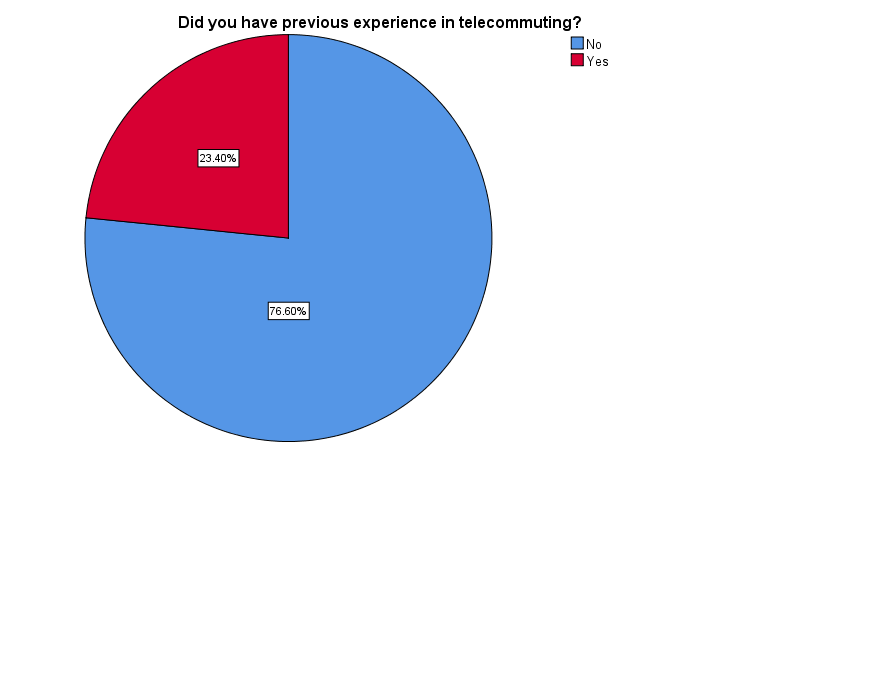 Did you have previous experience in telecommuting?
No
Yes
23.40%
76.60%